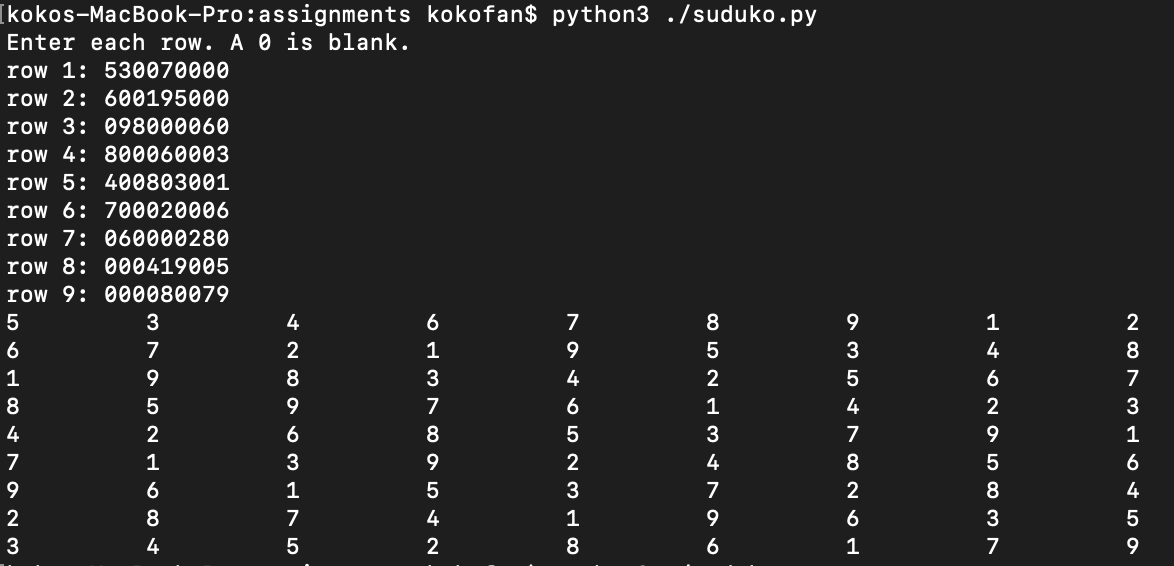 kokos-MacBook-Pro:assignments kokofan$ python3 ./suduko.py
Enter each row. A 0 is blank.
row 1: 530070000
row 2: 600195000
row 3: 098000060
row 4: 800060003
row 5: 400803001
row 6: 700020006
row 7: 060000280
row 8: 000419005
row 9: 000080079
5 3 4 6 7 8 9 1 2
6 7 2 1 9 5 3 4 8
1 9 8 3 4 2 5 6 7
8 5 9 7 6 1 4 2 3
4 2 6 8 5 3 7 9 1
7 1 3 9 2 4 8 5 6
9 6 1 5 3 7 2 8 4
2 8 7 4 1 9 6 3 5
3 4 5 2 8 6 1 7 9